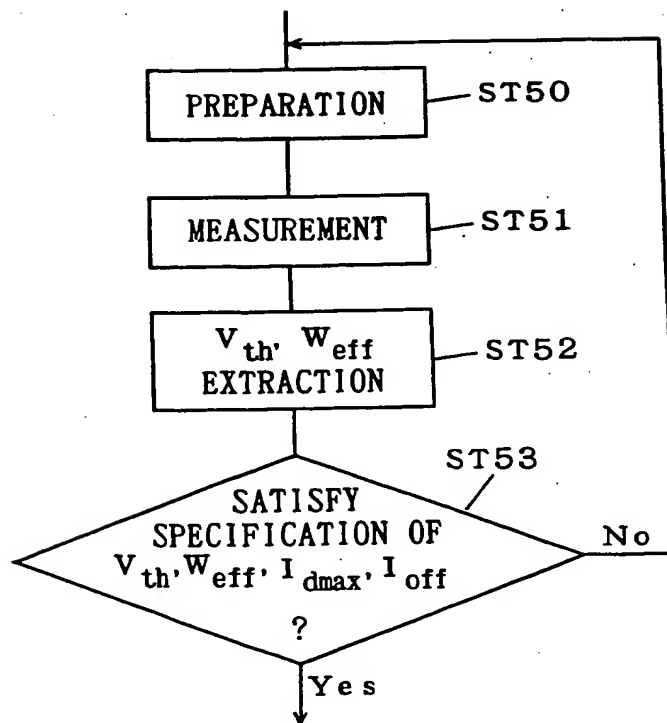 PREPARATION
ST50
MEASUREMENT
ST51
Vth, Weff
EXTRACTION
ST52
ST53
SATISFY
SPECIFICATION OF
Vth, Weff, Idmax, Ioff
?
No
Yes